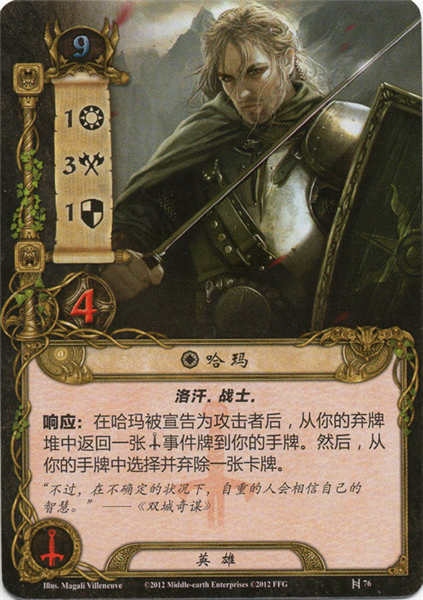 9
1
3
1
4
哈玛
洛汗. 战士.
响应: 在哈玛被宣告为攻击者后，从你的弃牌
堆中返回一张事件牌到你的手牌。然后，从
你的手牌中选择并弃除一张卡牌。
“不过，在不确定的状况下，自重的人会相信自己的
智慧。” ——《双城奇谋》
英 雄
Illus. Magali Villeneuve
©2012 Middle-earth Enterprises ©2012 FFG
76